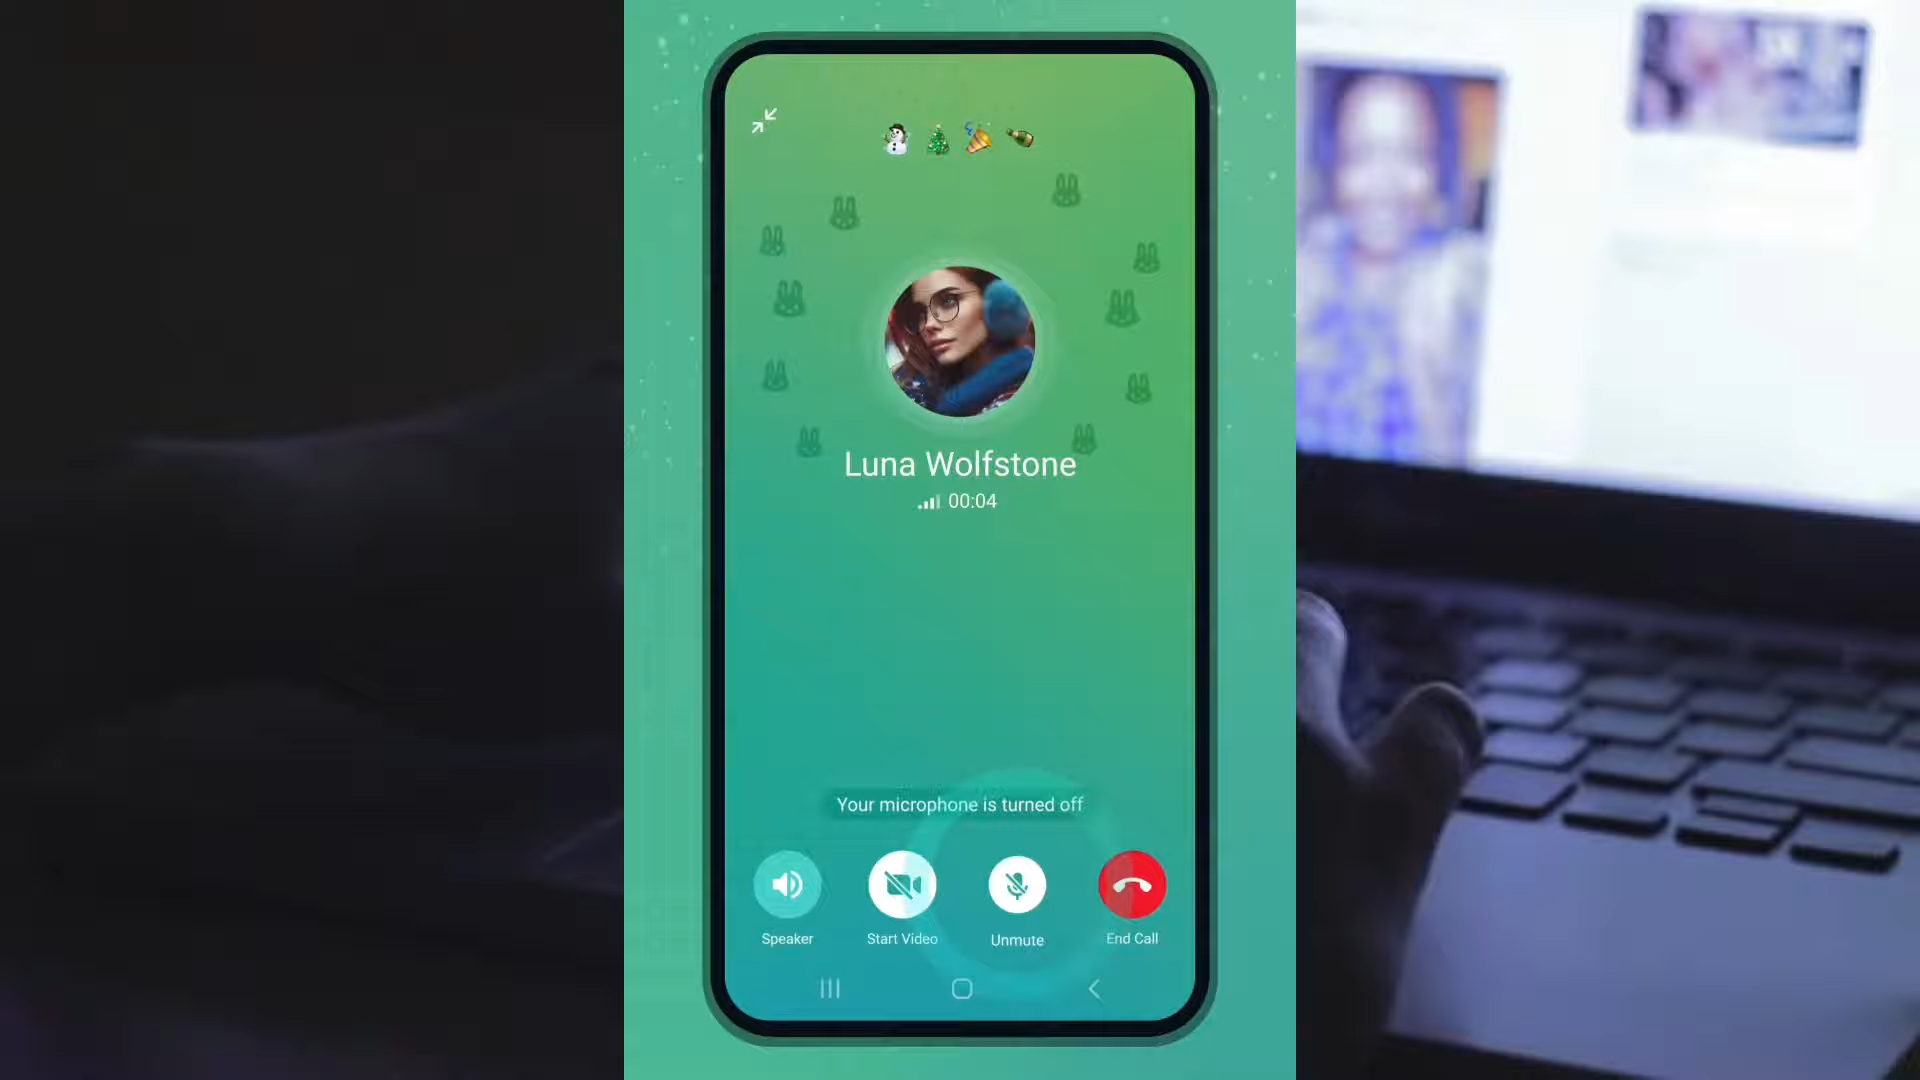 Luna Wolfstone
00:04
Your microphone is turned off
Speaker
Start Video
Unmute
End Call